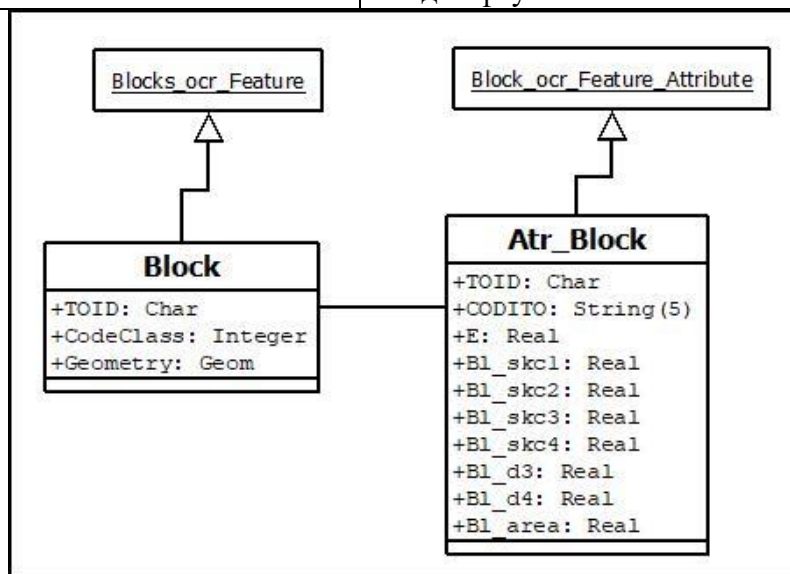 Blocks_ocr_Feature
Block_ocr_Feature_Attribute
Block
+TOID: Char
+CodeClass: Integer
+Geometry: Geom
Atr_Block
+TOID: Char
+CODITO: String(5)
+E: Real
+Bl_skc1: Real
+Bl_skc2: Real
+Bl_skc3: Real
+Bl_skc4: Real
+Bl_d3: Real
+Bl_d4: Real
+Bl_area: Real